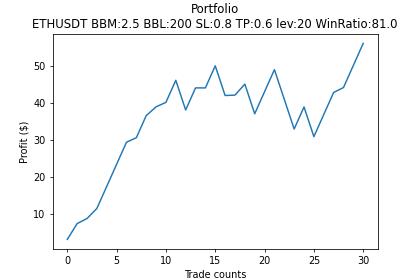 Portfolio
ETHUSDT BBM:2.5 BBL:200 SL:0.8 TP:0.6 lev:20 WinRatio:81.0
50
40
30
20
10
Profit ($)
0 5 10 15 20 25 30
Trade counts